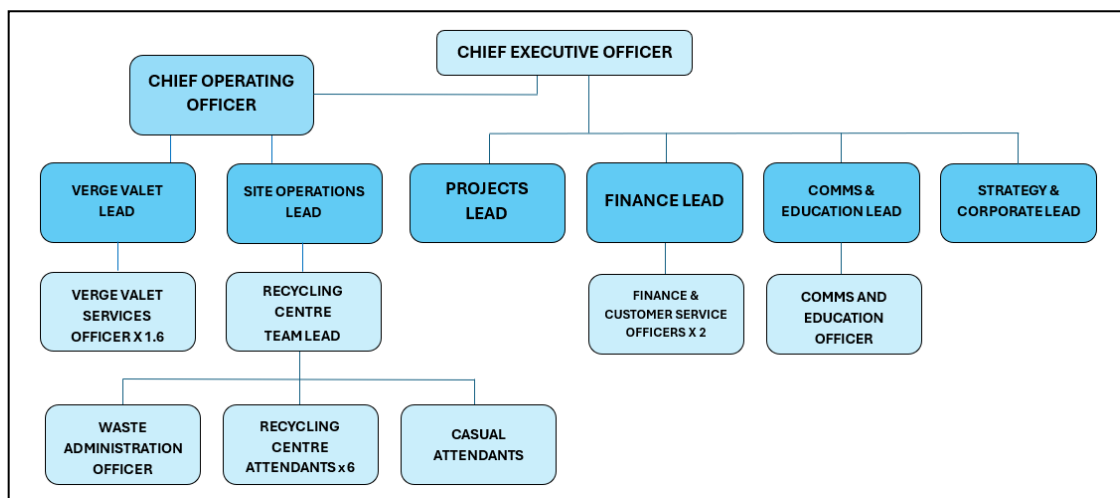 CHIEF EXECUTIVE OFFICER
CHIEF OPERATING
OFFICER
VERGE VALET
LEAD
SITE OPERATIONS
LEAD
PROJECTS
LEAD
FINANCE LEAD
COMMS &
EDUCATION LEAD
STRATEGY &
CORPORATE LEAD
VERGE VALET
SERVICES
OFFICER X 1.6
RECYCLING
CENTRE
TEAM LEAD
FINANCE &
CUSTOMER SERVICE
OFFICERS X 2
COMMS AND
EDUCATION
OFFICER
WASTE
ADMINISTRATION
OFFICER
RECYCLING
CENTRE
ATTENDANTS x 6
CASUAL
ATTENDANTS